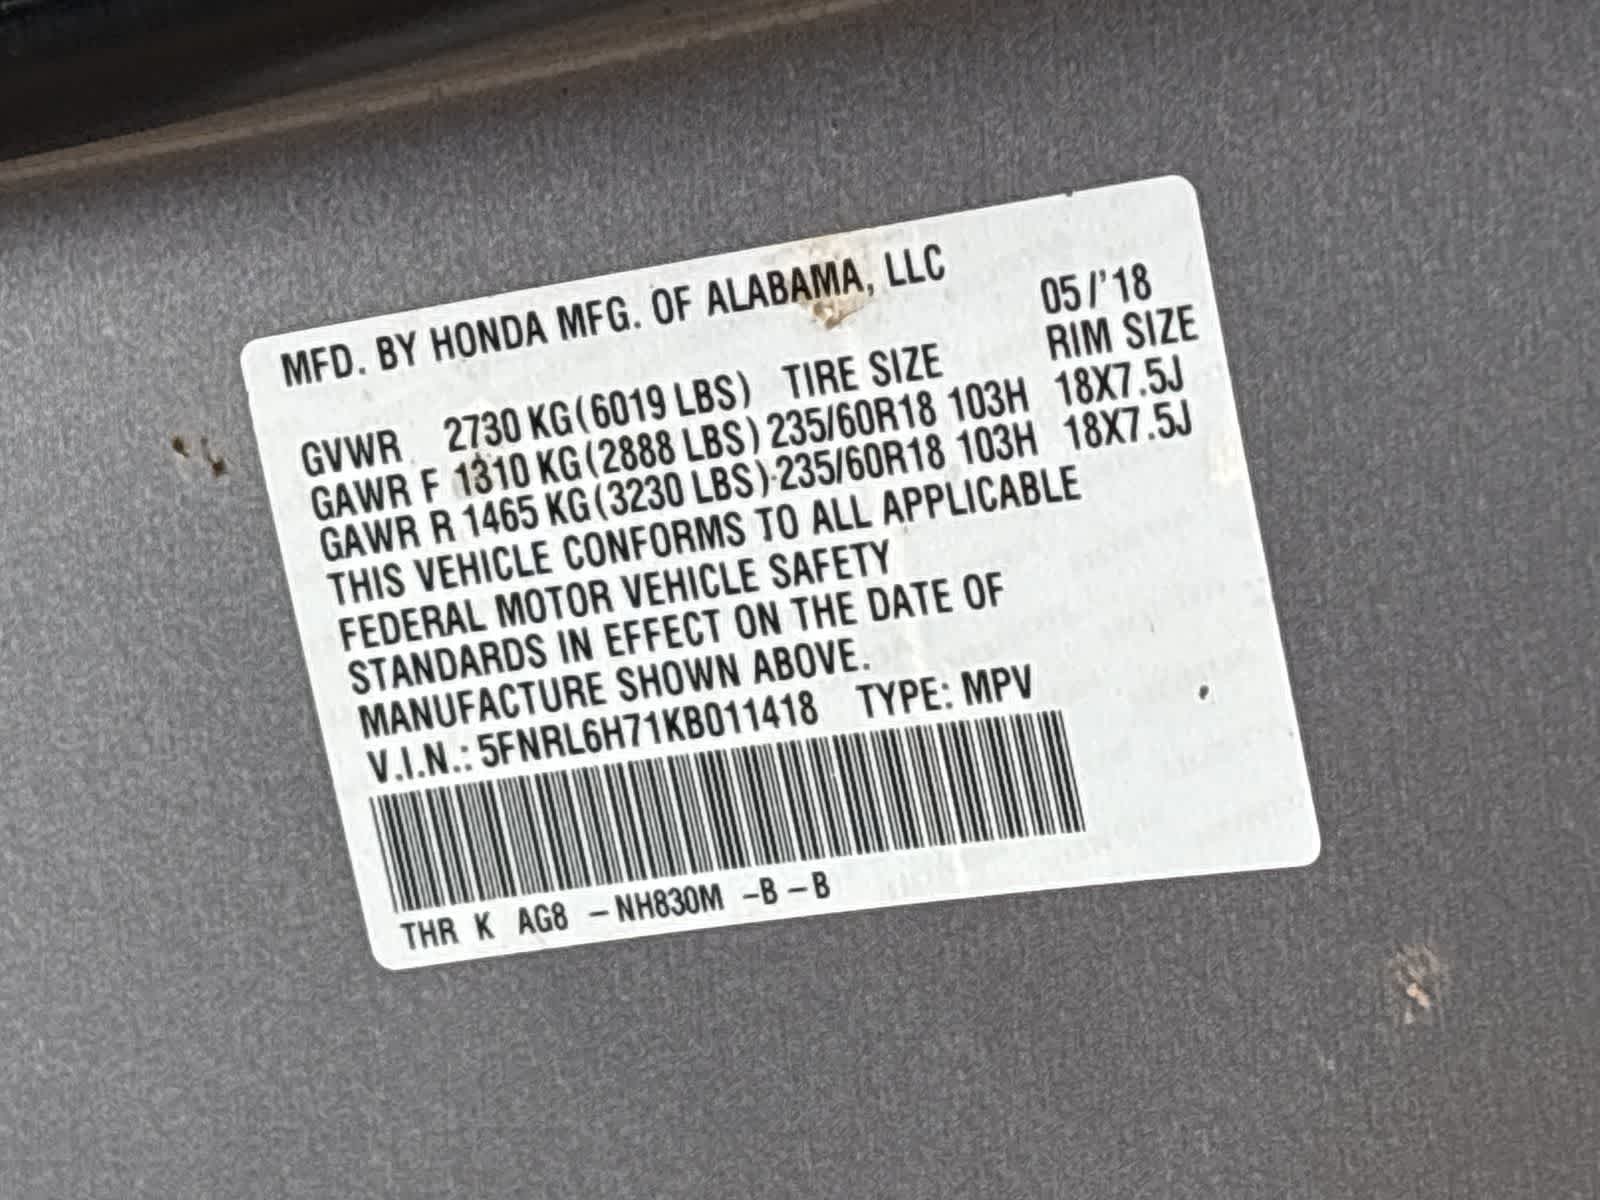 MFD. BY HONDA MFG. OF ALABAMA, LLC 05/'18
GVWR 2730 KG(6019 LBS) TIRE SIZE RIM SIZE
GAWR F 1310 KG(2888 LBS) 235/60R18 103H 18X7.5J
GAWR R 1465 KG(3230 LBS) 235/60R18 103H 18X7.5J
THIS VEHICLE CONFORMS TO ALL APPLICABLE
FEDERAL MOTOR VEHICLE SAFETY
STANDARDS IN EFFECT ON THE DATE OF
MANUFACTURE SHOWN ABOVE.
V.I.N.: 5FNRL6H71KB011418 TYPE: MPV
THR K AG8 -NH830M -B-B